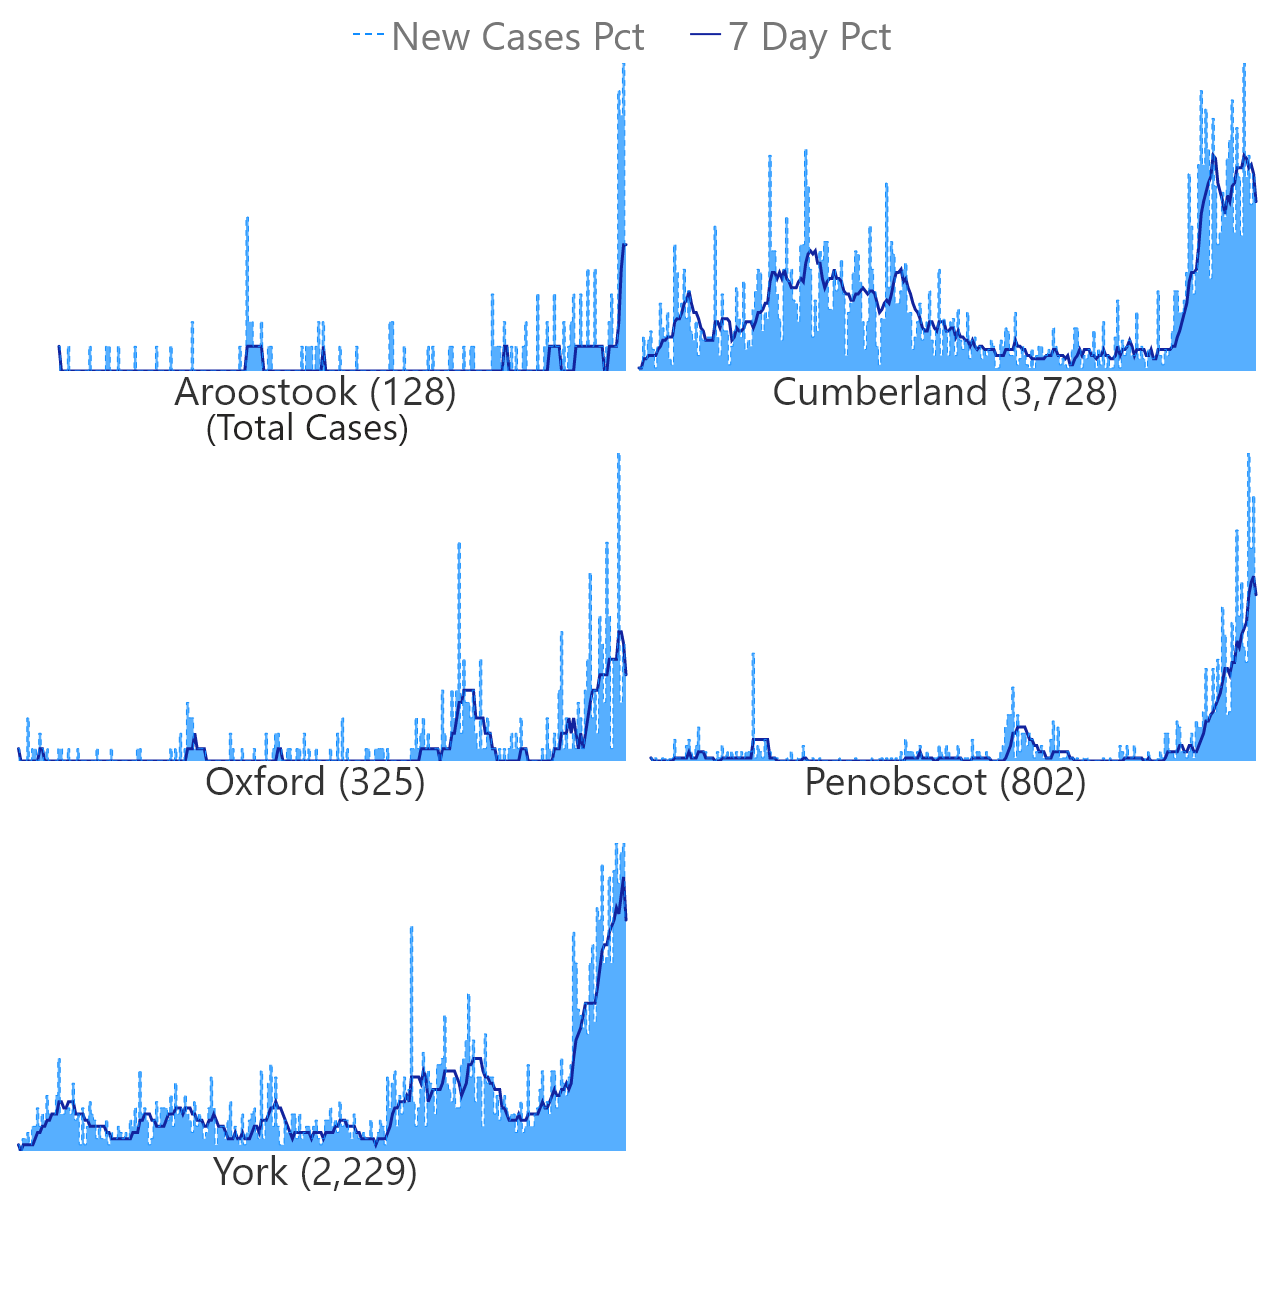 New Cases Pct 7 Day Pct
Aroostook (128) Cumberland (3,728)
(Total Cases)
Oxford (325) Penobscot (802)
York (2,229)